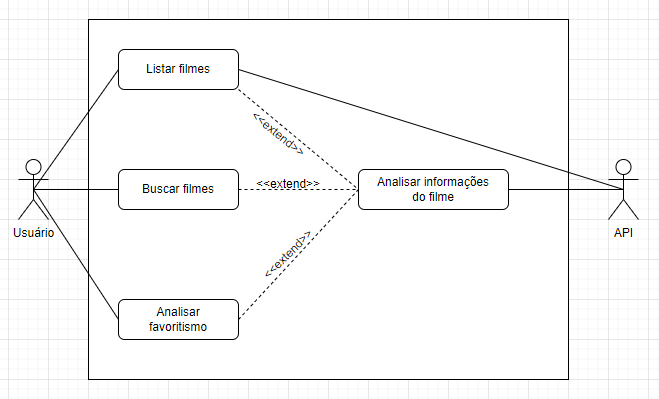 Listar filmes
<<extend>>
Buscar filmes
<<extend>>
Analisar informações
do filme
Usuário
API
<<extend>>
Analisar
favoritismo